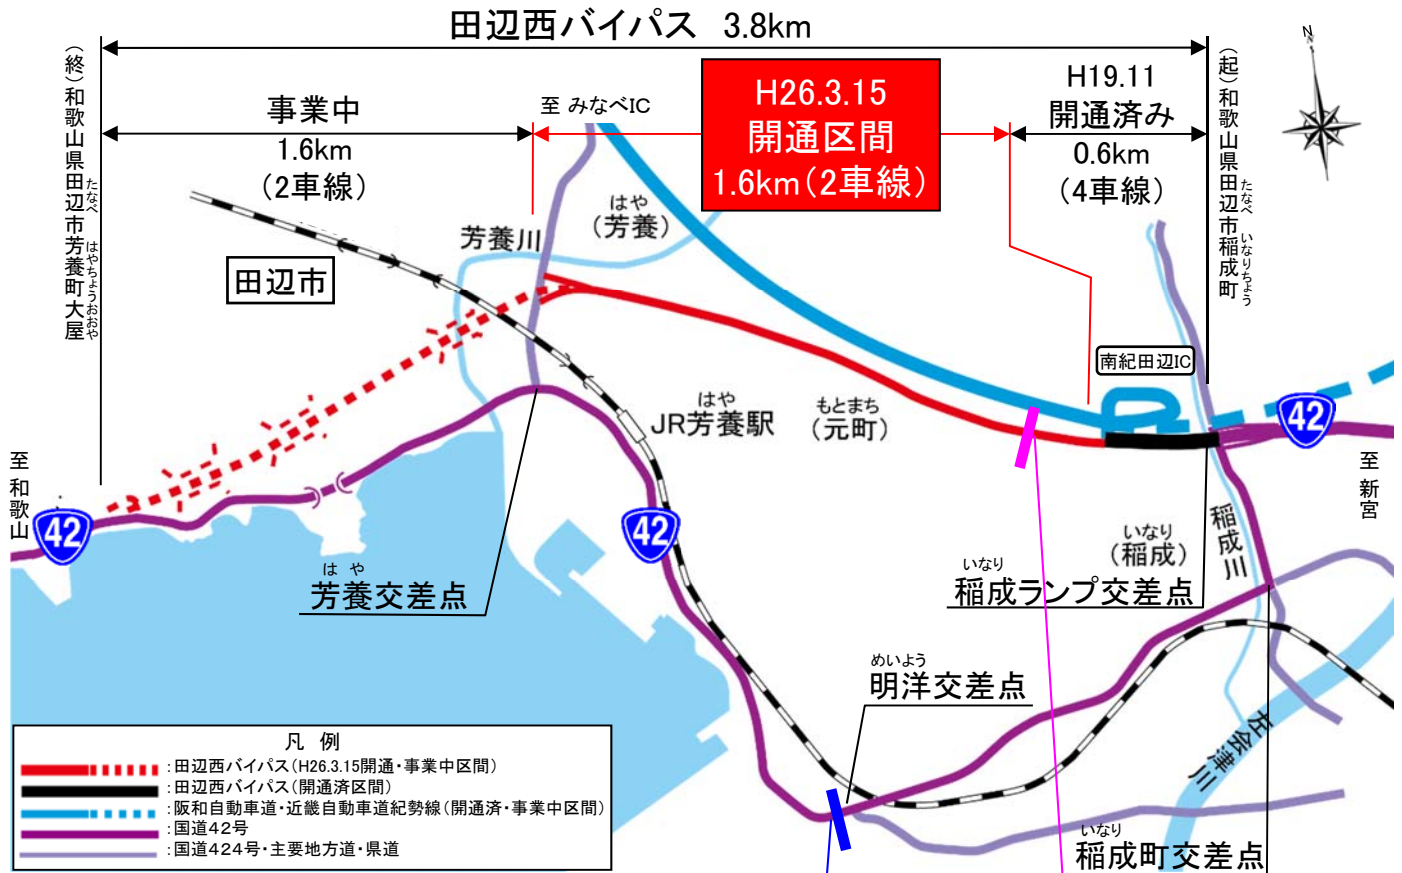 田辺西バイパス 3.8km
(終)和歌山県田辺市芳養町大屋
たなべ
はやちょうおおや
事業中
1.6km
(2車線)
至 みなべIC
H26.3.15
開通区間
1.6km(2車線)
H19.11
開通済み
0.6km
(4車線)
(起)和歌山県田辺市稲成町
たなべ
いなりちょう
N
芳養川
はや
(芳養)
田辺市
南紀田辺IC
はや
JR芳養駅
もとまち
(元町)
42
至 新宮
至 和歌山
42
42
いなり
(稲成)
稲成川
はや
芳養交差点
いなり
稲成ランプ交差点
めいよう
明洋交差点
左会津川
いなり
稲成町交差点
凡 例
:田辺西バイパス(H26.3.15開通・事業中区間)
:田辺西バイパス(開通済区間)
:阪和自動車道・近畿自動車道紀勢線(開通済・事業中区間)
:国道42号
:国道424号・主要地方道・県道